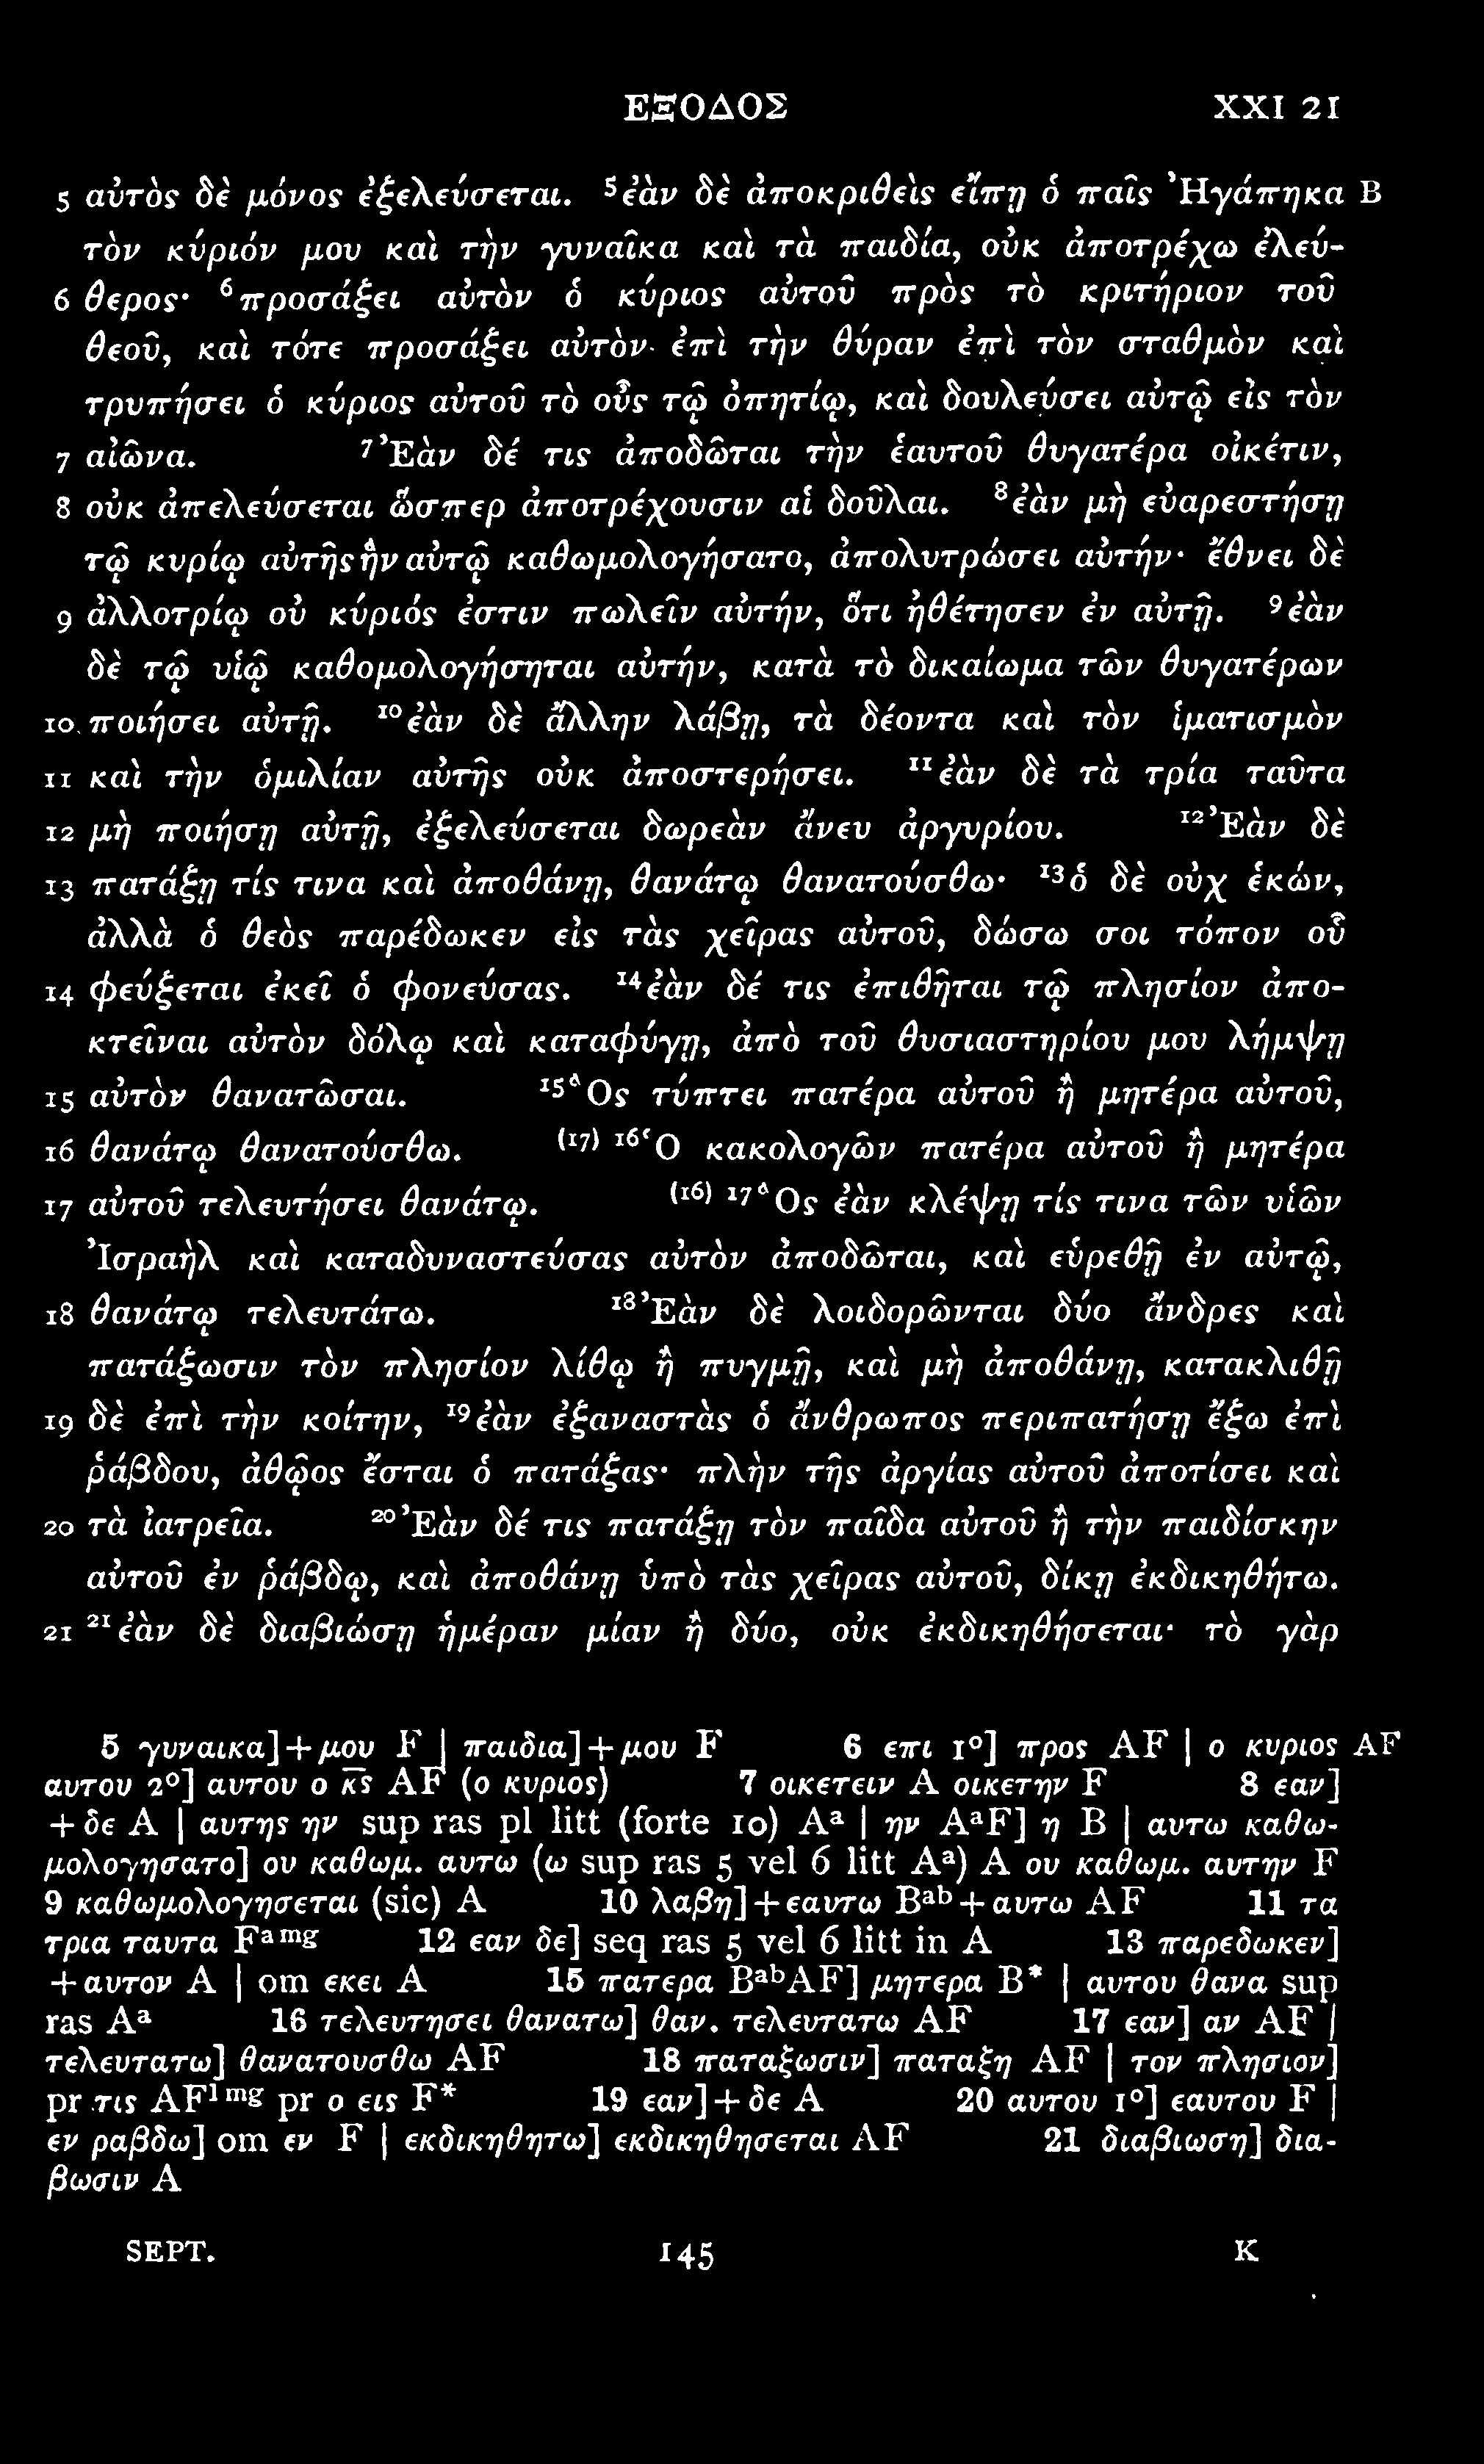 ΕΞΟΔΟΣ XXI 21
5 αὐτὸς δὲ μόνος ἐξελεύσεται. ⁵ἐὰν δὲ ἀποκριθεὶς εἴπῃ ὁ παῖς Ἠγάπηκα B
τὸν κύριόν μου καὶ τὴν γυναῖκα καὶ τὰ παιδία, οὐκ ἀποτρέχω ἐλεύ-
6 θερος· ⁶προσάξει αὐτὸν ὁ κύριος αὐτοῦ πρὸς τὸ κριτήριον τοῦ
θεοῦ, καὶ τότε προσάξει αὐτὸν ἐπὶ τὴν θύραν ἐπὶ τὸν σταθμὸν καὶ
τρυπήσει ὁ κύριος αὐτοῦ τὸ οὖς τῷ ὀπητίῳ, καὶ δουλεύσει αὐτῷ εἰς τὸν
7 αἰῶνα. ⁷Ἐὰν δέ τις ἀποδῶται τὴν ἑαυτοῦ θυγατέρα οἰκέτιν,
8 οὐκ ἀπελεύσεται ὥσπερ ἀποτρέχουσιν αἱ δοῦλαι. ⁸ἐὰν μὴ εὐαρεστήσῃ
τῷ κυρίῳ αὐτῆς ἣν αὐτῷ καθωμολογήσατο, ἀπολυτρώσει αὐτήν· ἔθνει δὲ
9 ἀλλοτρίῳ οὐ κύριός ἐστιν πωλεῖν αὐτήν, ὅτι ἠθέτησεν ἐν αὐτῇ. ⁹ἐὰν
δὲ τῷ υἱῷ καθομολογήσηται αὐτήν, κατὰ τὸ δικαίωμα τῶν θυγατέρων
10 ποιήσει αὐτῇ. ¹⁰ἐὰν δὲ ἄλλην λάβῃ, τὰ δέοντα καὶ τὸν ἱματισμὸν
11 καὶ τὴν ὁμιλίαν αὐτῆς οὐκ ἀποστερήσει. ¹¹ἐὰν δὲ τὰ τρία ταῦτα
12 μὴ ποιήσῃ αὐτῇ, ἐξελεύσεται δωρεὰν ἄνευ ἀργυρίου. ¹²Ἐὰν δὲ
13 πατάξῃ τίς τινα καὶ ἀποθάνῃ, θανάτῳ θανατούσθω· ¹³ὁ δὲ οὐχ ἑκών,
ἀλλὰ ὁ θεὸς παρέδωκεν εἰς τὰς χεῖρας αὐτοῦ, δώσω σοι τόπον οὗ
14 φεύξεται ἐκεῖ ὁ φονεύσας. ¹⁴ἐὰν δέ τις ἐπιθῆται τῷ πλησίον ἀπο-
κτεῖναι αὐτὸν δόλῳ καὶ καταφύγῃ, ἀπὸ τοῦ θυσιαστηρίου μου λήμψῃ
15 αὐτὸν θανατῶσαι. ¹⁵Ὃς τύπτει πατέρα αὐτοῦ ἢ μητέρα αὐτοῦ,
16 θανάτῳ θανατούσθω. ⁽¹⁷⁾ ¹⁶Ὁ κακολογῶν πατέρα αὐτοῦ ἢ μητέρα
17 αὐτοῦ τελευτήσει θανάτῳ. ⁽¹⁶⁾ ¹⁷Ὃς ἐὰν κλέψῃ τίς τινα τῶν υἱῶν
Ἰσραὴλ καὶ καταδυναστεύσας αὐτὸν ἀποδῶται, καὶ εὑρεθῇ ἐν αὐτῷ,
18 θανάτῳ τελευτάτω. ¹⁸Ἐὰν δὲ λοιδορῶνται δύο ἄνδρες καὶ
πατάξωσιν τὸν πλησίον λίθῳ ἢ πυγμῇ, καὶ μὴ ἀποθάνῃ, κατακλιθῇ
19 δὲ ἐπὶ τὴν κοίτην, ¹⁹ἐὰν ἐξαναστὰς ὁ ἄνθρωπος περιπατήσῃ ἔξω ἐπὶ
ῥάβδου, ἀθῷος ἔσται ὁ πατάξας· πλὴν τῆς ἀργίας αὐτοῦ ἀποτίσει καὶ
20 τὰ ἰατρεῖα. ²⁰Ἐὰν δέ τις πατάξῃ τὸν παῖδα αὐτοῦ ἢ τὴν παιδίσκην
αὐτοῦ ἐν ῥάβδῳ, καὶ ἀποθάνῃ ὑπὸ τὰς χεῖρας αὐτοῦ, δίκῃ ἐκδικηθήτω.
21 ²¹ἐὰν δὲ διαβιώσῃ ἡμέραν μίαν ἢ δύο, οὐκ ἐκδικηθήσεται· τὸ γὰρ
5 γυναικα]+μου F | παιδια]+μου F 6 επι 1°] προς AF | ο κυριος AF
αυτου 2°] αυτου ο κ̅ς̅ AF (ο κυριος) 7 οικετειν A οικετην F 8 εαν]
+δε A | αυτης ην sup ras pl litt (forte 10) Aᵃ | ην AᵃF] η B | αυτω καθω-
μολογησατο] ου καθωμ. αυτω (ω sup ras 5 vel 6 litt Aᵃ) A ου καθωμ. αυτην F
9 καθωμολογησεται (sic) A 10 λαβη]+εαυτω Bᵃᵇ+αυτω AF 11 τα
τρια ταυτα Fᵃᵐᵍ 12 εαν δε] seq ras 5 vel 6 litt in A 13 παρεδωκεν]
+αυτον A | om εκει A 15 πατερα BᵃᵇAF] μητερα B* | αυτου θανα sup
ras Aᵃ 16 τελευτησει θανατω] θαν. τελευτατω AF 17 εαν] αν AF |
τελευτατω] θανατουσθω AF 18 παταξωσιν] παταξη AF | τον πλησιον]
pr τις AF¹ᵐᵍ pr ο εις F* 19 εαν]+δε A 20 αυτου 1°] εαυτου F |
εν ραβδω] om εν F | εκδικηθητω] εκδικηθησεται AF 21 διαβιωση] δια-
βωσιν A
SEPT. 145 K